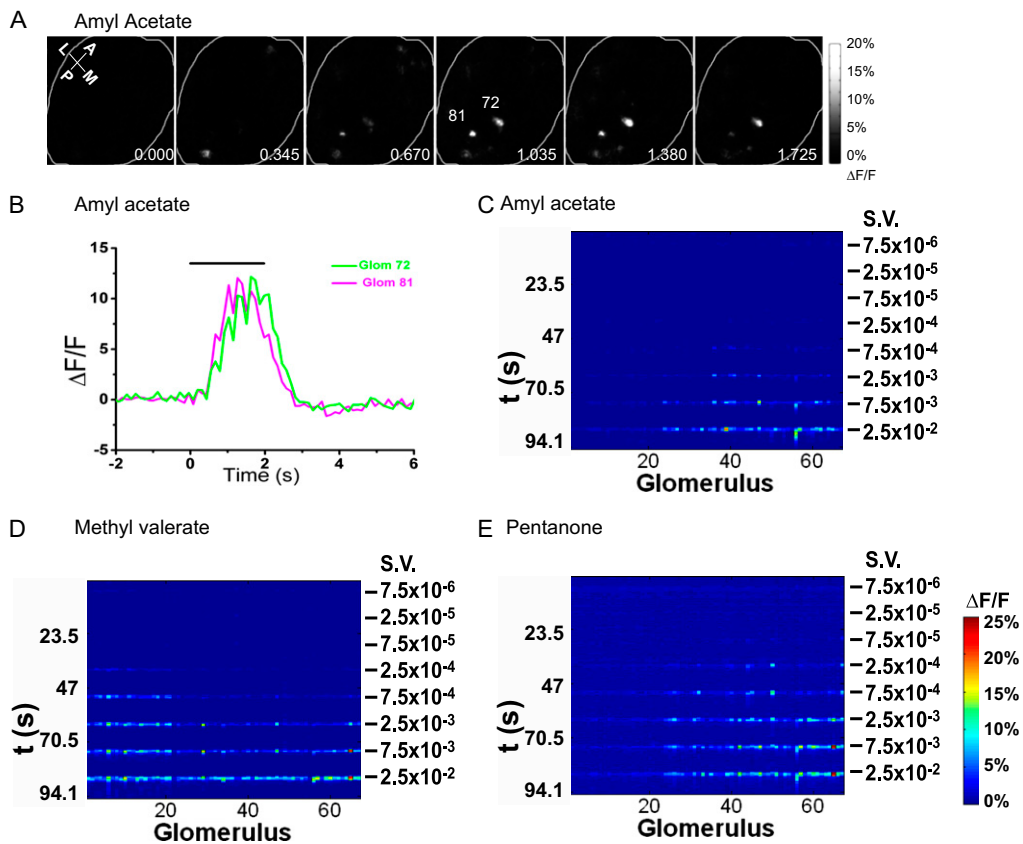 A Amyl Acetate
L A
P M
81 72
0.000 0.345 0.670 1.035 1.380 1.725
20%
15%
10%
5%
0%
ΔF/F
B Amyl acetate
15
10
5
0
-5
ΔF/F
Glom 72
Glom 81
-2 0 2 4 6
Time (s)
C Amyl acetate
S.V.
7.5x10⁻⁶
2.5x10⁻⁵
7.5x10⁻⁵
2.5x10⁻⁴
7.5x10⁻⁴
2.5x10⁻³
7.5x10⁻³
2.5x10⁻²
23.5
47
70.5
94.1
t (s)
20 40 60
Glomerulus
D Methyl valerate
S.V.
7.5x10⁻⁶
2.5x10⁻⁵
7.5x10⁻⁵
2.5x10⁻⁴
7.5x10⁻⁴
2.5x10⁻³
7.5x10⁻³
2.5x10⁻²
23.5
47
70.5
94.1
t (s)
20 40 60
Glomerulus
E Pentanone
S.V.
7.5x10⁻⁶
2.5x10⁻⁵
7.5x10⁻⁵
2.5x10⁻⁴
7.5x10⁻⁴
2.5x10⁻³
7.5x10⁻³
2.5x10⁻²
23.5
47
70.5
94.1
t (s)
20 40 60
Glomerulus
ΔF/F
25%
20%
15%
10%
5%
0%